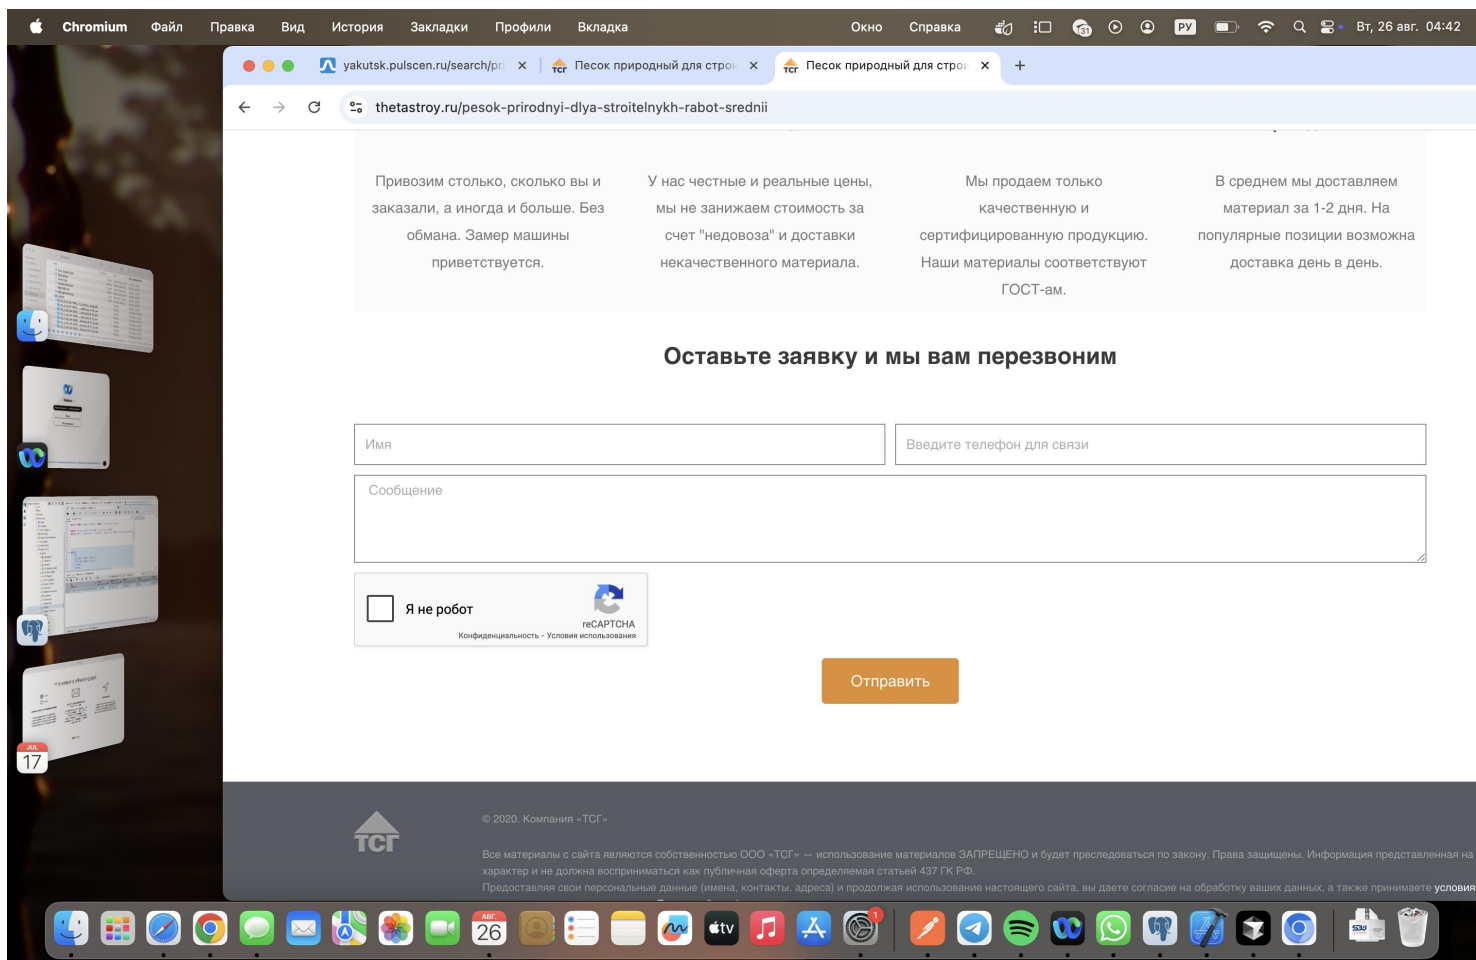 Chromium Файл Правка Вид История Закладки Профили Вкладка Окно Справка 31 РУ Вт, 26 авг. 04:42
yakutsk.pulscen.ru/search/pri Песок природный для строи Песок природный для строи
thetastroy.ru/pesok-prirodnyi-dlya-stroitelnykh-rabot-srednii
Привозим столько, сколько вы и
заказали, а иногда и больше. Без
обмана. Замер машины
приветствуется.
У нас честные и реальные цены,
мы не занижаем стоимость за
счет "недовоза" и доставки
некачественного материала.
Мы продаем только
качественную и
сертифицированную продукцию.
Наши материалы соответствуют
ГОСТ-ам.
В среднем мы доставляем
материал за 1-2 дня. На
популярные позиции возможна
доставка день в день.
Оставьте заявку и мы вам перезвоним
Имя
Введите телефон для связи
Сообщение
Я не робот
reCAPTCHA
Конфиденциальность - Условия использования
Отправить
JUL
17
ТСГ
© 2020. Компания «ТСГ»
Все материалы с сайта являются собственностью ООО «ТСГ» — использование материалов ЗАПРЕЩЕНО и будет преследоваться по закону. Права защищены. Информация представленная на
характер и не должна восприниматься как публичная оферта определяемая статьей 437 ГК РФ.
Предоставляя свои персональные данные (имена, контакты, адреса) и продолжая использование настоящего сайта, вы даете согласие на обработку ваших данных, а также принимаете условия
АВГ.
26
tv
1